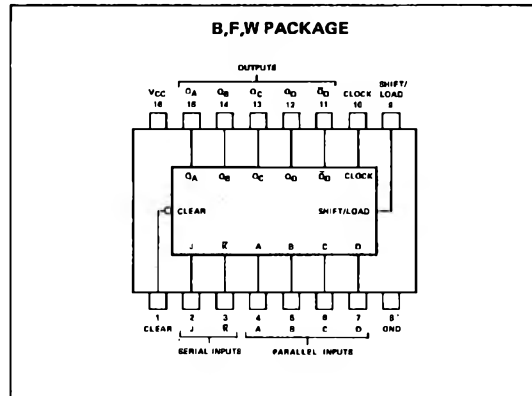 B,F,W PACKAGE
OUTPUTS
VCC QA QB QC QD Q̄D CLOCK SHIFT/LOAD
16 15 14 13 12 11 10 9
QA QB QC QD Q̄D CLOCK
CLEAR SHIFT/LOAD
J K̄ A B C D
1 2 3 4 5 6 7 8
CLEAR J K̄ A B C D GND
SERIAL INPUTS PARALLEL INPUTS